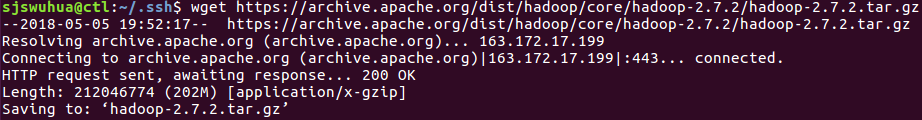 sjswuhua@ctl:~/.ssh$ wget https://archive.apache.org/dist/hadoop/core/hadoop-2.7.2/hadoop-2.7.2.tar.gz
--2018-05-05 19:52:17--  https://archive.apache.org/dist/hadoop/core/hadoop-2.7.2/hadoop-2.7.2.tar.gz
Resolving archive.apache.org (archive.apache.org)... 163.172.17.199
Connecting to archive.apache.org (archive.apache.org)|163.172.17.199|:443... connected.
HTTP request sent, awaiting response... 200 OK
Length: 212046774 (202M) [application/x-gzip]
Saving to: ‘hadoop-2.7.2.tar.gz’